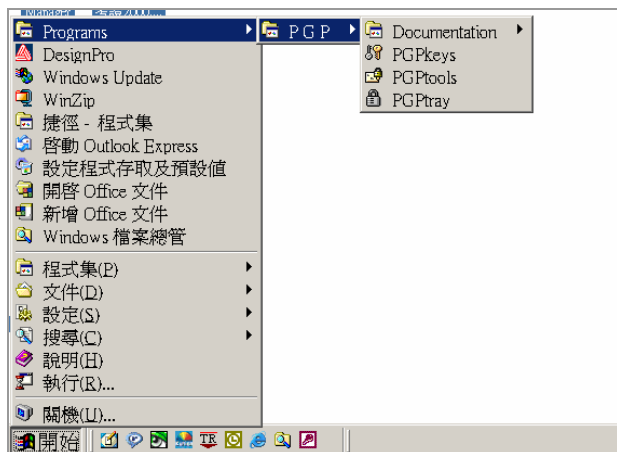 Manager
Programs
P G P
Documentation
PGPkeys
PGPtools
PGPtray
DesignPro
Windows Update
WinZip
捷徑 - 程式集
啟動 Outlook Express
設定程式存取及預設值
開啟 Office 文件
新增 Office 文件
Windows 檔案總管
程式集(P)
文件(D)
設定(S)
搜尋(C)
說明(H)
執行(R)...
關機(U)...
開始
TR